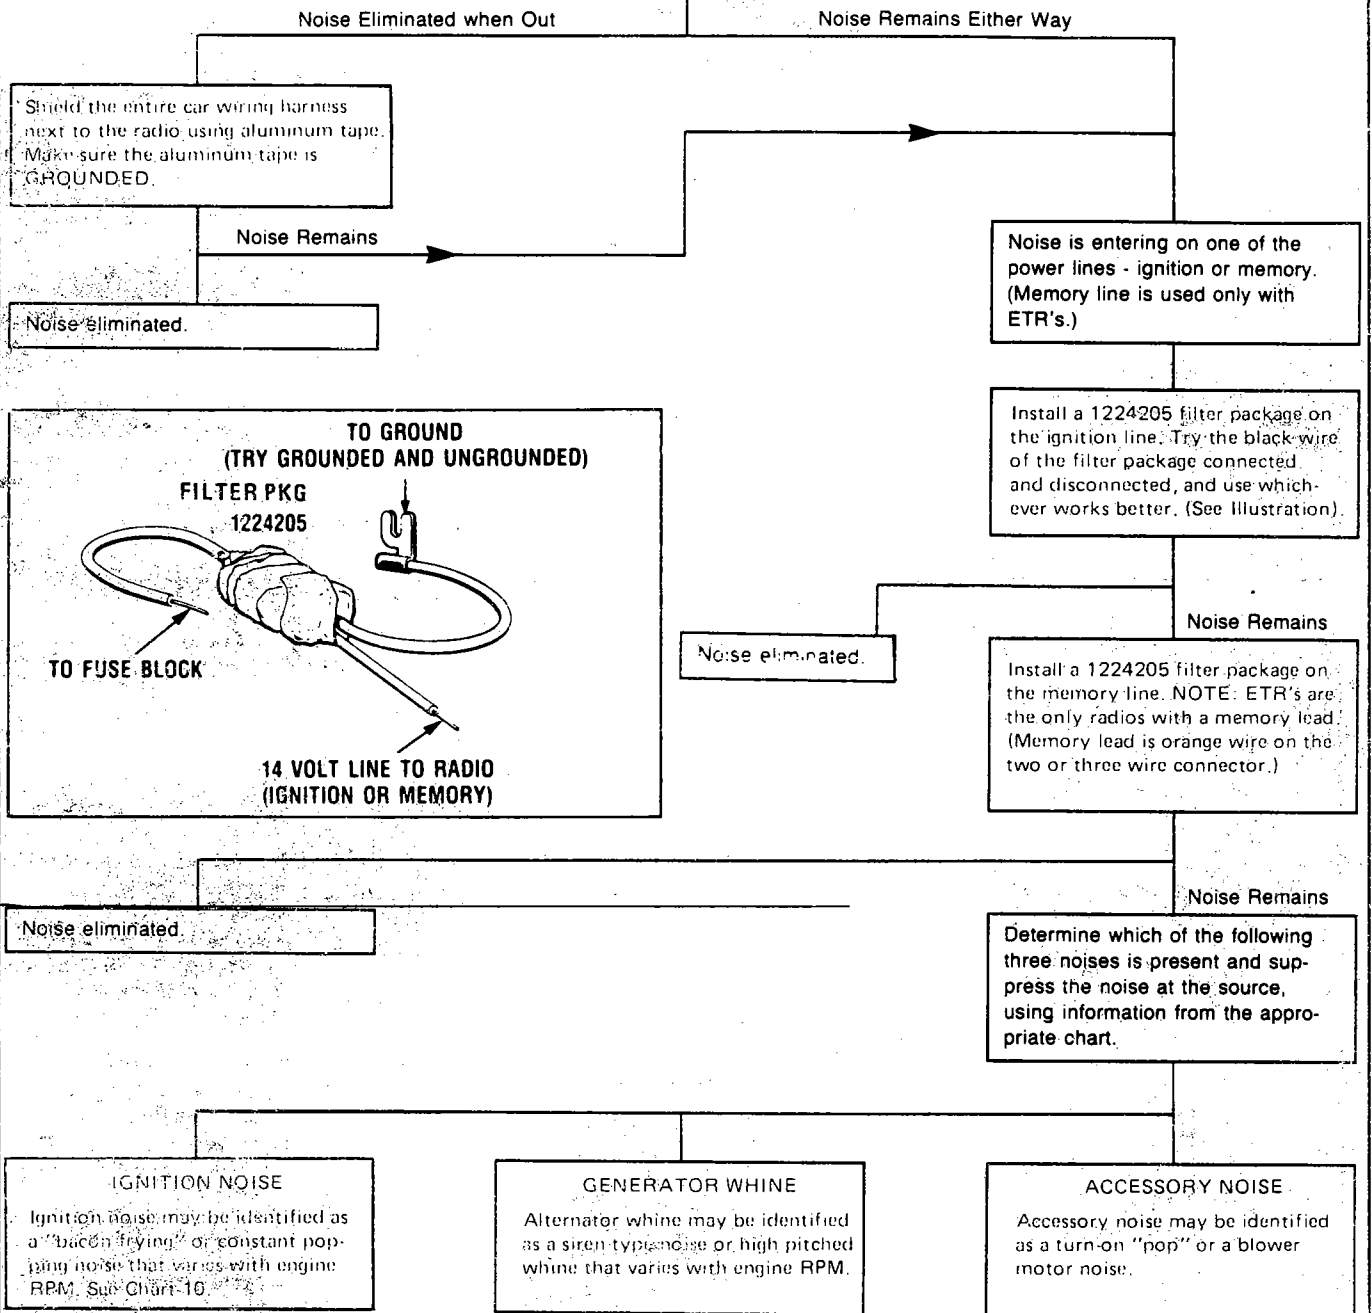 Noise Eliminated when Out
Noise Remains Either Way
Shield the entire car wiring harness
next to the radio using aluminum tape.
Make sure the aluminum tape is
GROUNDED.
Noise Remains
Noise eliminated.
Noise is entering on one of the
power lines - ignition or memory.
(Memory line is used only with
ETR's.)
Install a 1224205 filter package on
the ignition line. Try the black wire
of the filter package connected
and disconnected, and use which-
ever works better. (See Illustration).
TO GROUND
(TRY GROUNDED AND UNGROUNDED)
FILTER PKG
1224205
TO FUSE BLOCK
14 VOLT LINE TO RADIO
(IGNITION OR MEMORY)
Noise eliminated.
Noise Remains
Install a 1224205 filter package on
the memory line. NOTE: ETR's are
the only radios with a memory lead.
(Memory lead is orange wire on the
two or three wire connector.)
Noise eliminated.
Noise Remains
Determine which of the following
three noises is present and sup-
press the noise at the source,
using information from the appro-
priate chart.
IGNITION NOISE
Ignition noise may be identified as
a "bacon frying" or constant pop-
ping noise that varies with engine
RPM. See Chart 10.
GENERATOR WHINE
Alternator whine may be identified
as a siren type noise or high pitched
whine that varies with engine RPM.
ACCESSORY NOISE
Accessory noise may be identified
as a turn-on "pop" or a blower
motor noise.